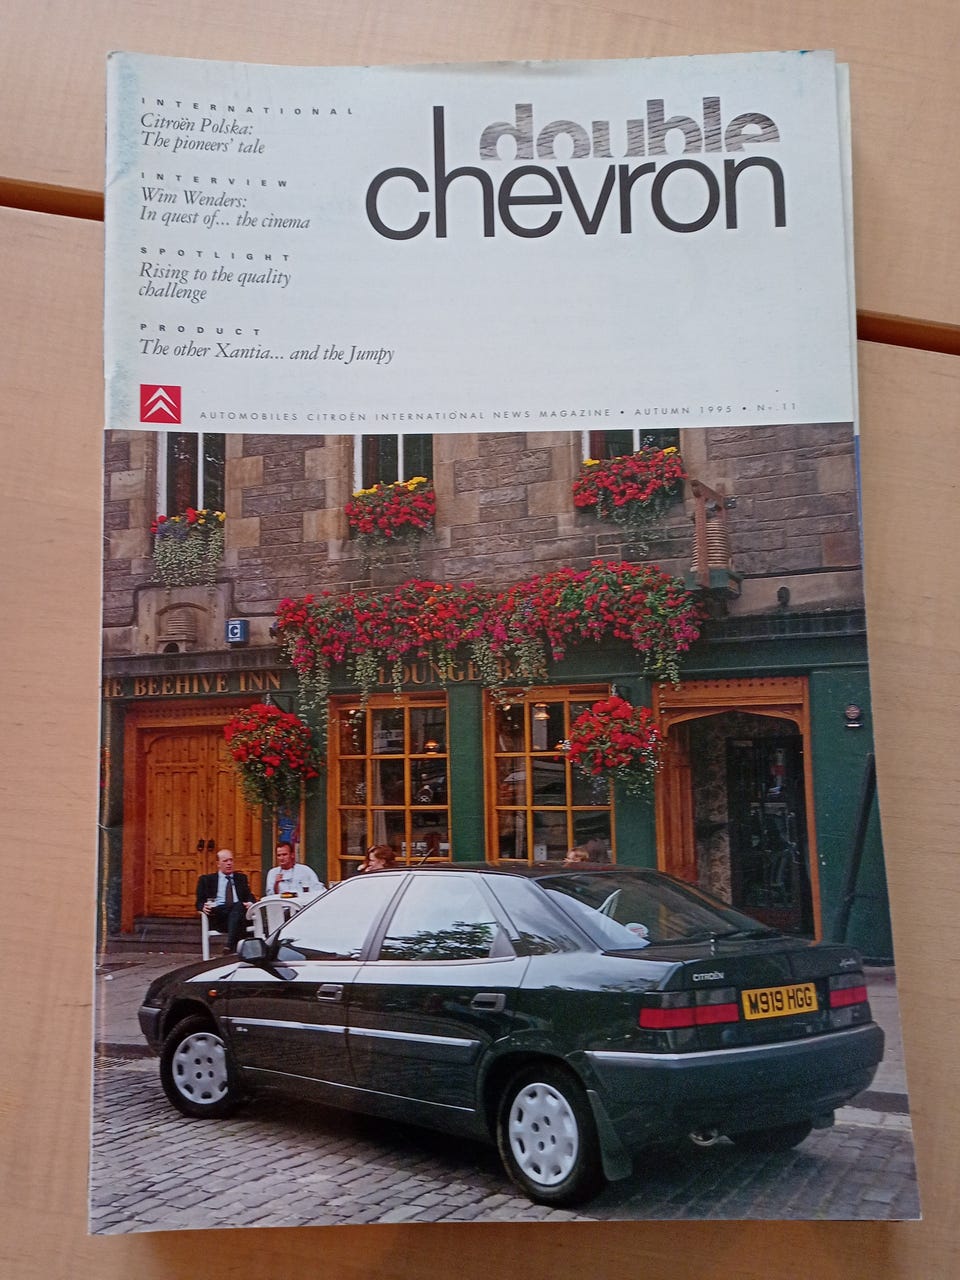 INTERNATIONAL
Citroën Polska:
The pioneers' tale
INTERVIEW
Wim Wenders:
In quest of... the cinema
SPOTLIGHT
Rising to the quality
challenge
PRODUCT
The other Xantia... and the Jumpy
double
chevron
AUTOMOBILES CITROËN INTERNATIONAL NEWS MAGAZINE • AUTUMN 1995 • N°.11
HE BEEHIVE INN
LOUNGE BAR
CITROËN
M919 HGG